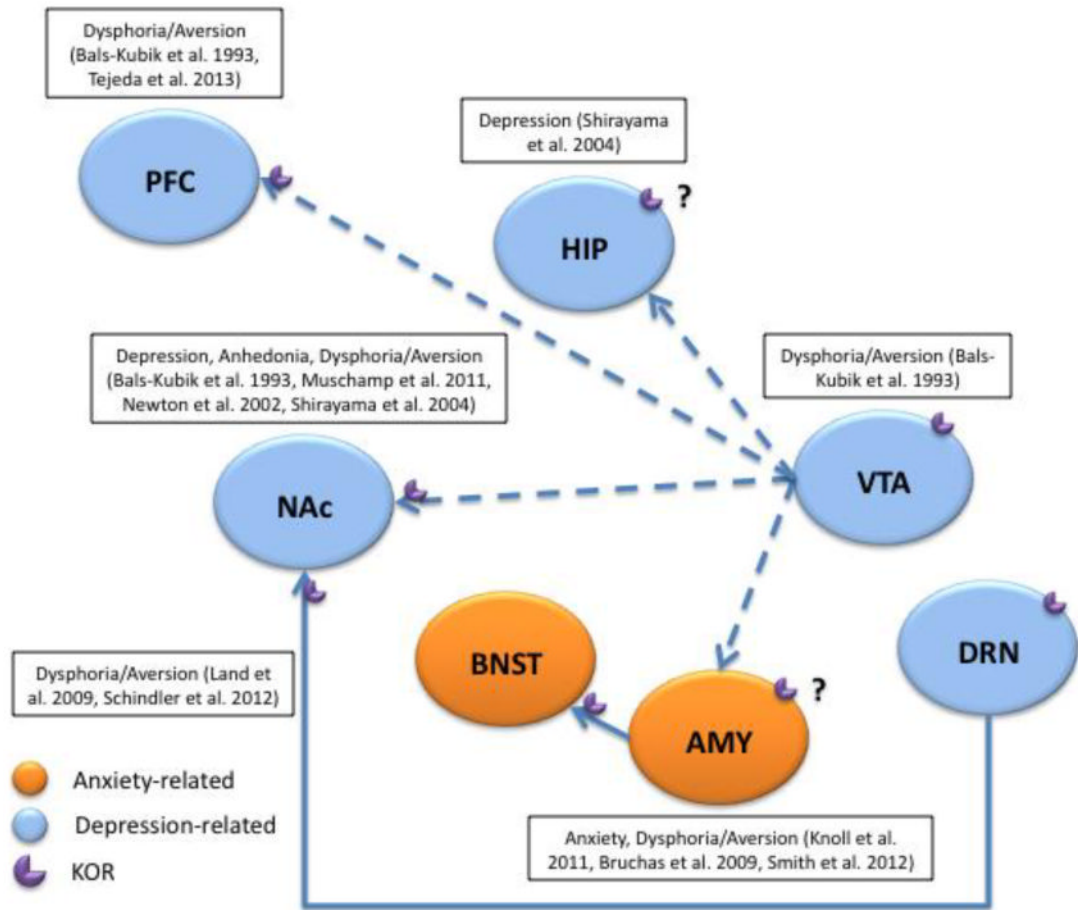 Dysphoria/Aversion
(Bals-Kubik et al. 1993,
Tejeda et al. 2013)
PFC
Depression (Shirayama
et al. 2004)
?
HIP
Depression, Anhedonia, Dysphoria/Aversion
(Bals-Kubik et al. 1993, Muschamp et al. 2011,
Newton et al. 2002, Shirayama et al. 2004)
Dysphoria/Aversion (Bals-
Kubik et al. 1993)
VTA
NAc
DRN
BNST
Dysphoria/Aversion (Land et
al. 2009, Schindler et al. 2012)
?
AMY
Anxiety-related
Depression-related
KOR
Anxiety, Dysphoria/Aversion (Knoll et al.
2011, Bruchas et al. 2009, Smith et al. 2012)